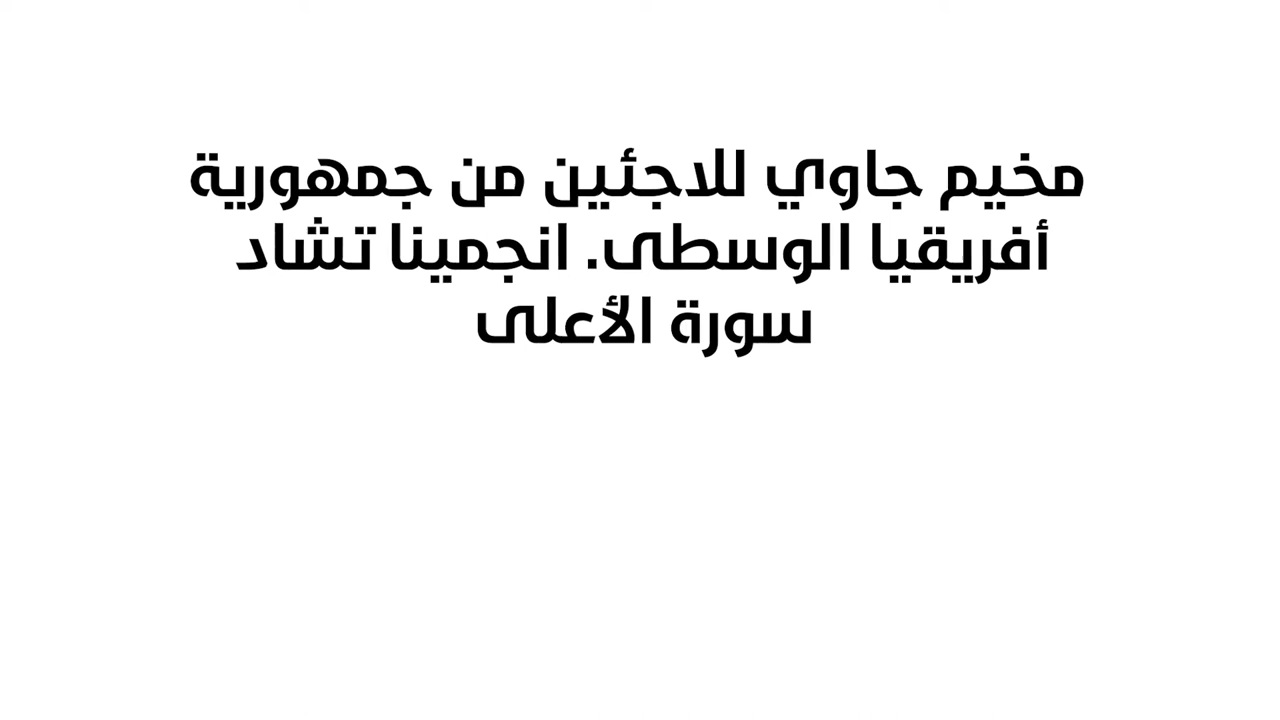 مخيم جاوي للاجئين من جمهورية
أفريقيا الوسطى. انجمينا تشاد
سورة الأعلى